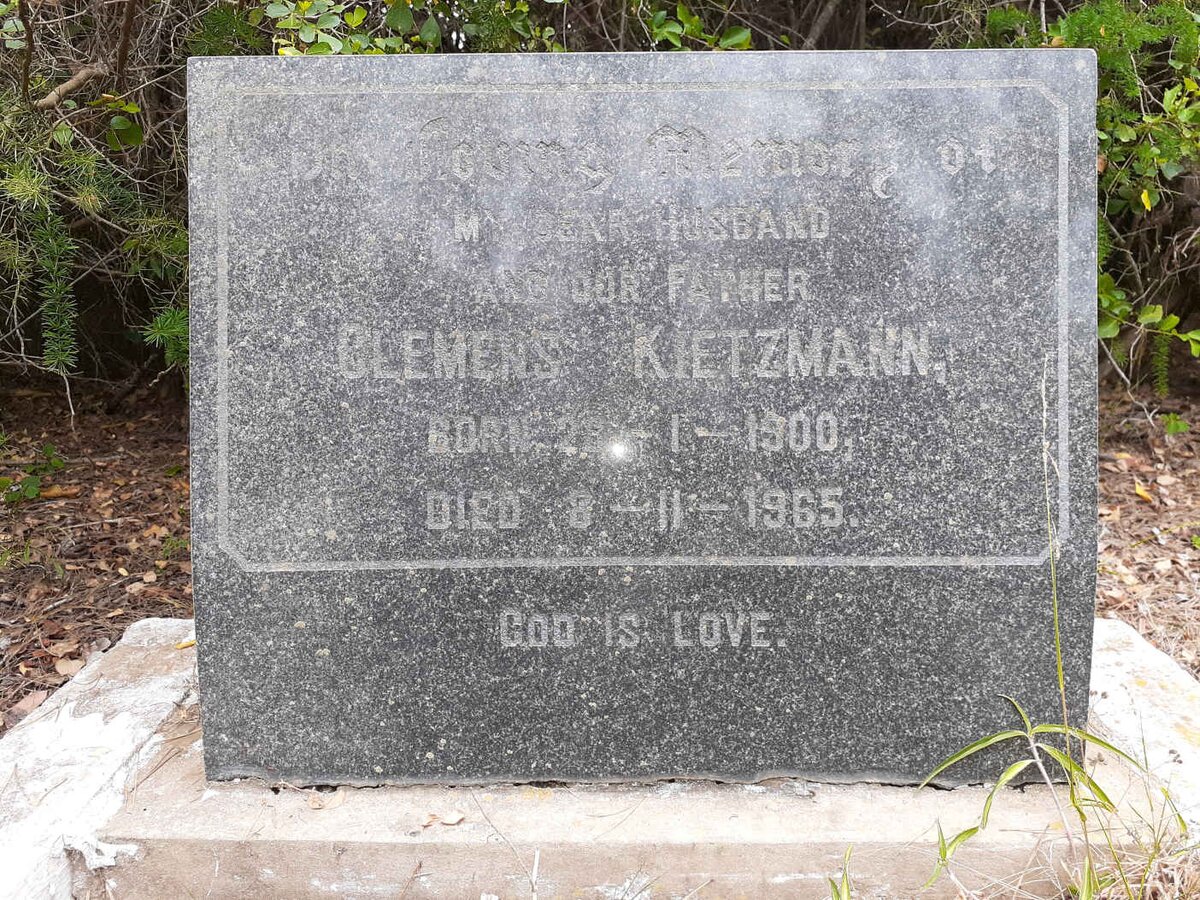 In Loving Memory of
MY DEAR HUSBAND
AND OUR FATHER
CLEMENS KIETZMANN,
BORN -1-1900,
DIED 8-11-1965.
GOD IS LOVE.